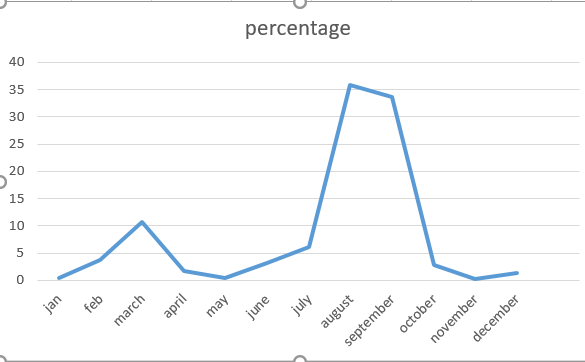 percentage
40
35
30
25
20
15
10
5
0
jan
feb
march
april
may
june
july
august
september
october
november
december